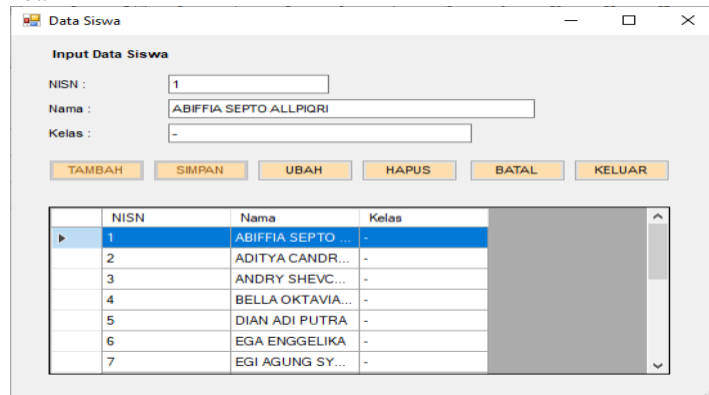 Data Siswa
Input Data Siswa
NISN : 1
Nama : ABIFFIA SEPTO ALLPIQRI
Kelas : -
TAMBAH SIMPAN UBAH HAPUS BATAL KELUAR
NISN Nama Kelas
1 ABIFFIA SEPTO ... -
2 ADITYA CANDR... -
3 ANDRY SHEVC... -
4 BELLA OKTAVIA... -
5 DIAN ADI PUTRA -
6 EGA ENGGELIKA -
7 EGI AGUNG SY... -